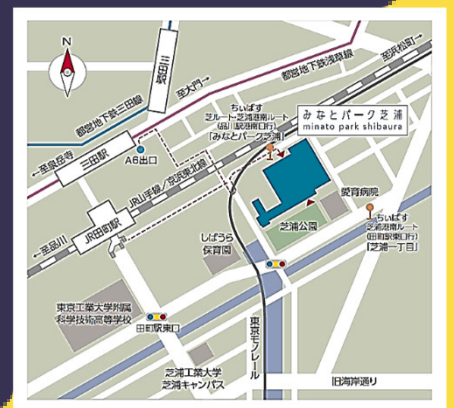 N
三田駅
都営地下鉄三田線
至大門→
都営地下鉄浅草線
至浜松町→
ちぃばす
芝ルート・芝浦港南ルート
(品川駅港南口行)
「みなとパーク芝浦」
みなとパーク芝浦
minato park shibaura
三田駅
A6出口
←至泉岳寺
JR山手線/京浜東北線
JR田町駅
←至品川
愛育病院
ちぃばす
芝浦港南ルート
(田町駅東口行)
「芝浦一丁目」
しばうら
保育園
芝浦公園
東京工業大学附属
科学技術高等学校
田町駅東口
東京モノレール
芝浦工業大学
芝浦キャンパス
旧海岸通り